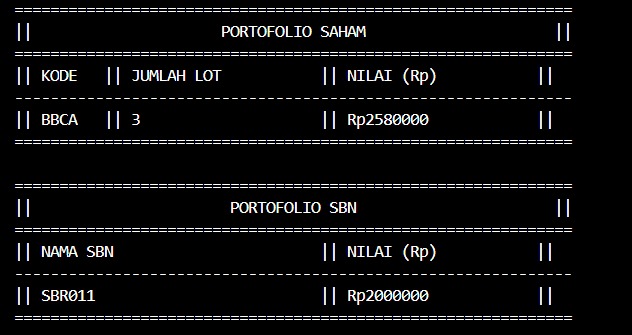 ==============================================================
||                     PORTOFOLIO SAHAM                     ||
==============================================================
|| KODE   || JUMLAH LOT           || NILAI (Rp)           ||
--------------------------------------------------------------
|| BBCA   || 3                    || Rp2580000            ||
==============================================================

==============================================================
||                      PORTOFOLIO SBN                      ||
==============================================================
|| NAMA SBN                       || NILAI (Rp)           ||
--------------------------------------------------------------
|| SBR011                         || Rp2000000            ||
==============================================================